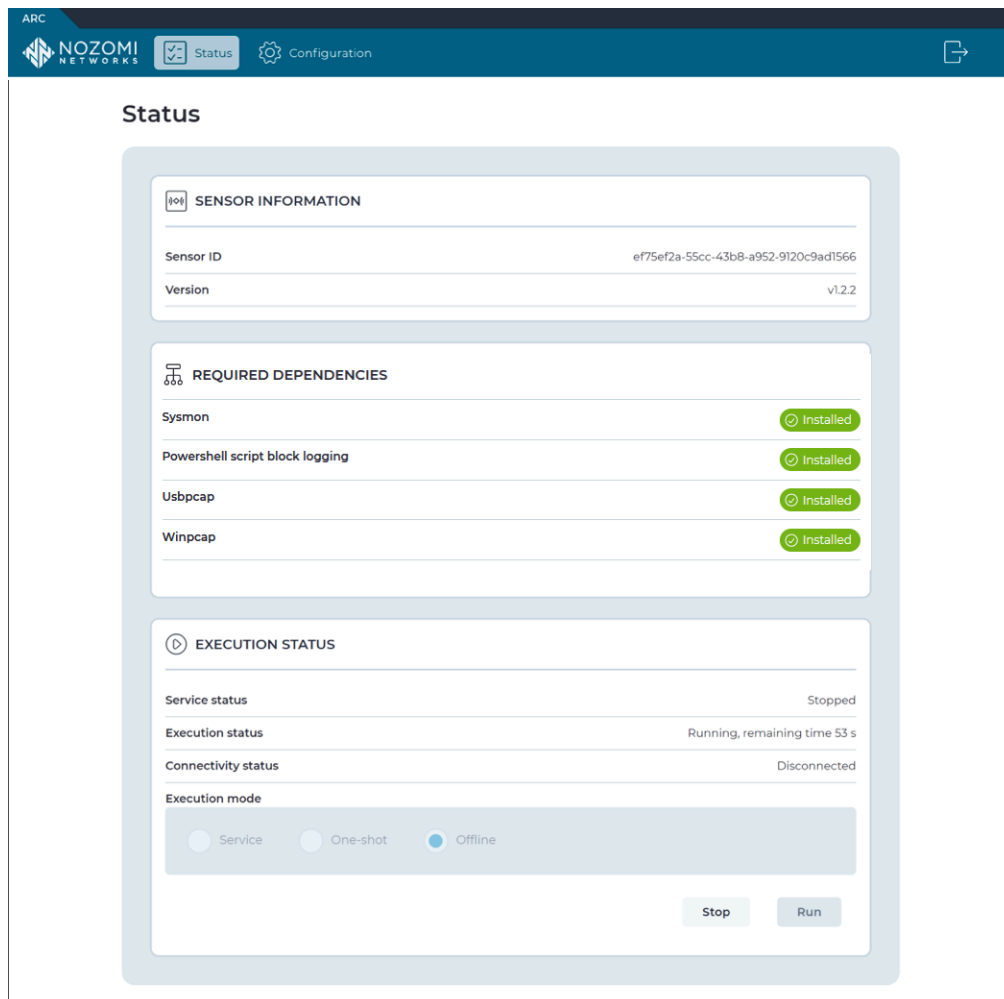 ARC
NOZOMI
NETWORKS
Status
Configuration
Status
SENSOR INFORMATION
Sensor ID ef75ef2a-55cc-43b8-a952-9120c9ad1566
Version v1.2.2
REQUIRED DEPENDENCIES
Sysmon Installed
Powershell script block logging Installed
Usbpcap Installed
Winpcap Installed
EXECUTION STATUS
Service status Stopped
Execution status Running, remaining time 53 s
Connectivity status Disconnected
Execution mode
Service One-shot Offline
Stop Run